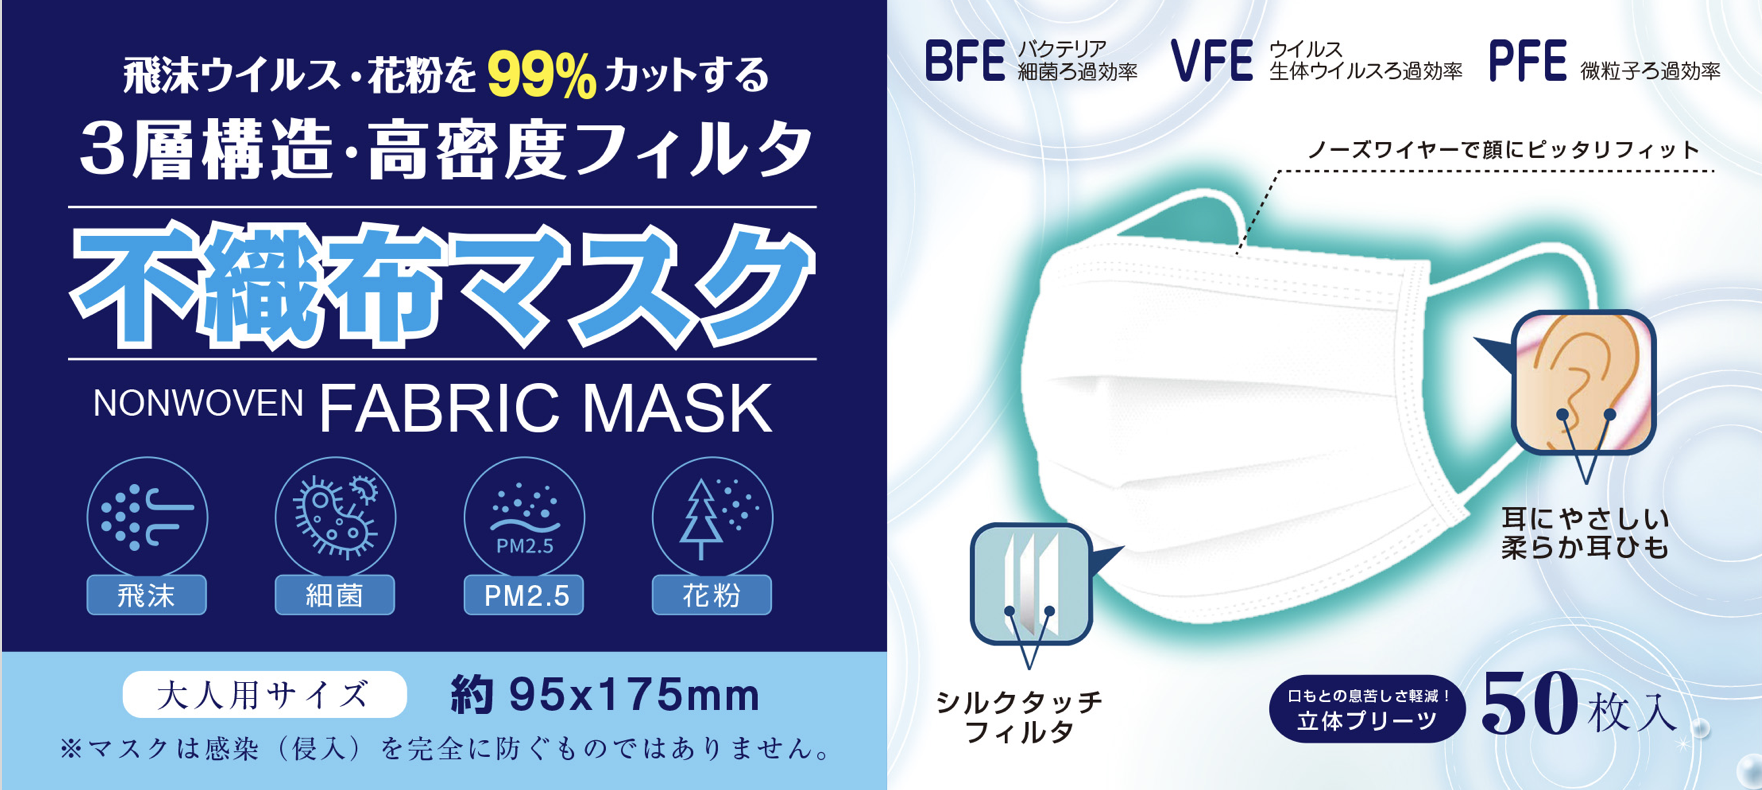 飛沫ウイルス・花粉を99%カットする
3層構造・高密度フィルタ
不織布マスク
NONWOVEN FABRIC MASK
PM2.5
飛沫
細菌
PM2.5
花粉
大人用サイズ
約95x175mm
※マスクは感染（侵入）を完全に防ぐものではありません。
BFE バクテリア
細菌ろ過効率
VFE ウイルス
生体ウイルスろ過効率
PFE 微粒子ろ過効率
ノーズワイヤーで顔にピッタリフィット
耳にやさしい
柔らか耳ひも
シルクタッチ
フィルタ
口もとの息苦しさ軽減！
立体プリーツ
50枚入